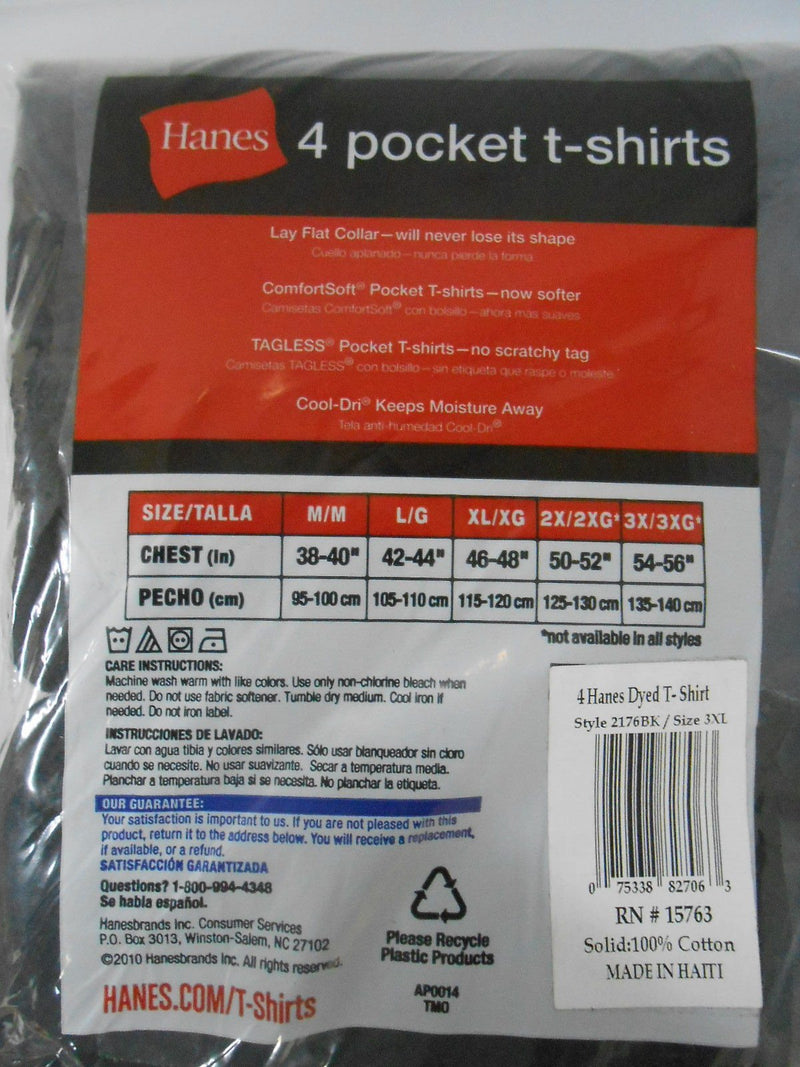 Hanes 4 pocket t-shirts
Lay Flat Collar—will never lose its shape
Cuello aplanado—nunca pierde la forma
ComfortSoft® Pocket T-shirts—now softer
Camisetas ComfortSoft® con bolsillo—ahora más suaves
TAGLESS® Pocket T-shirts—no scratchy tag
Camisetas TAGLESS® con bolsillo—sin etiqueta que raspe o moleste
Cool-Dri® Keeps Moisture Away
Tela anti-humedad Cool-Dri®
SIZE/TALLA M/M L/G XL/XG 2X/2XG* 3X/3XG*
CHEST (in) 38-40" 42-44" 46-48" 50-52" 54-56"
PECHO (cm) 95-100 cm 105-110 cm 115-120 cm 125-130 cm 135-140 cm
*not available in all styles
CARE INSTRUCTIONS:
Machine wash warm with like colors. Use only non-chlorine bleach when
needed. Do not use fabric softener. Tumble dry medium. Cool iron if
needed. Do not iron label.
INSTRUCCIONES DE LAVADO:
Lavar con agua tibia y colores similares. Sólo usar blanqueador sin cloro
cuando se necesite. No usar suavizante. Secar a temperatura media.
Planchar a temperatura baja si se necesita. No planchar la etiqueta.
OUR GUARANTEE:
Your satisfaction is important to us. If you are not pleased with this
product, return it to the address below. You will receive a replacement,
if available, or a refund.
SATISFACCIÓN GARANTIZADA
Questions? 1-800-994-4348
Se habla español.
Hanesbrands Inc. Consumer Services
P.O. Box 3013, Winston-Salem, NC 27102
©2010 Hanesbrands Inc. All rights reserved.
HANES.COM/T-Shirts
Please Recycle
Plastic Products
AP0014
TMO
4 Hanes Dyed T- Shirt
Style 2176BK / Size 3XL
0 75338 82706 3
RN # 15763
Solid:100% Cotton
MADE IN HAITI